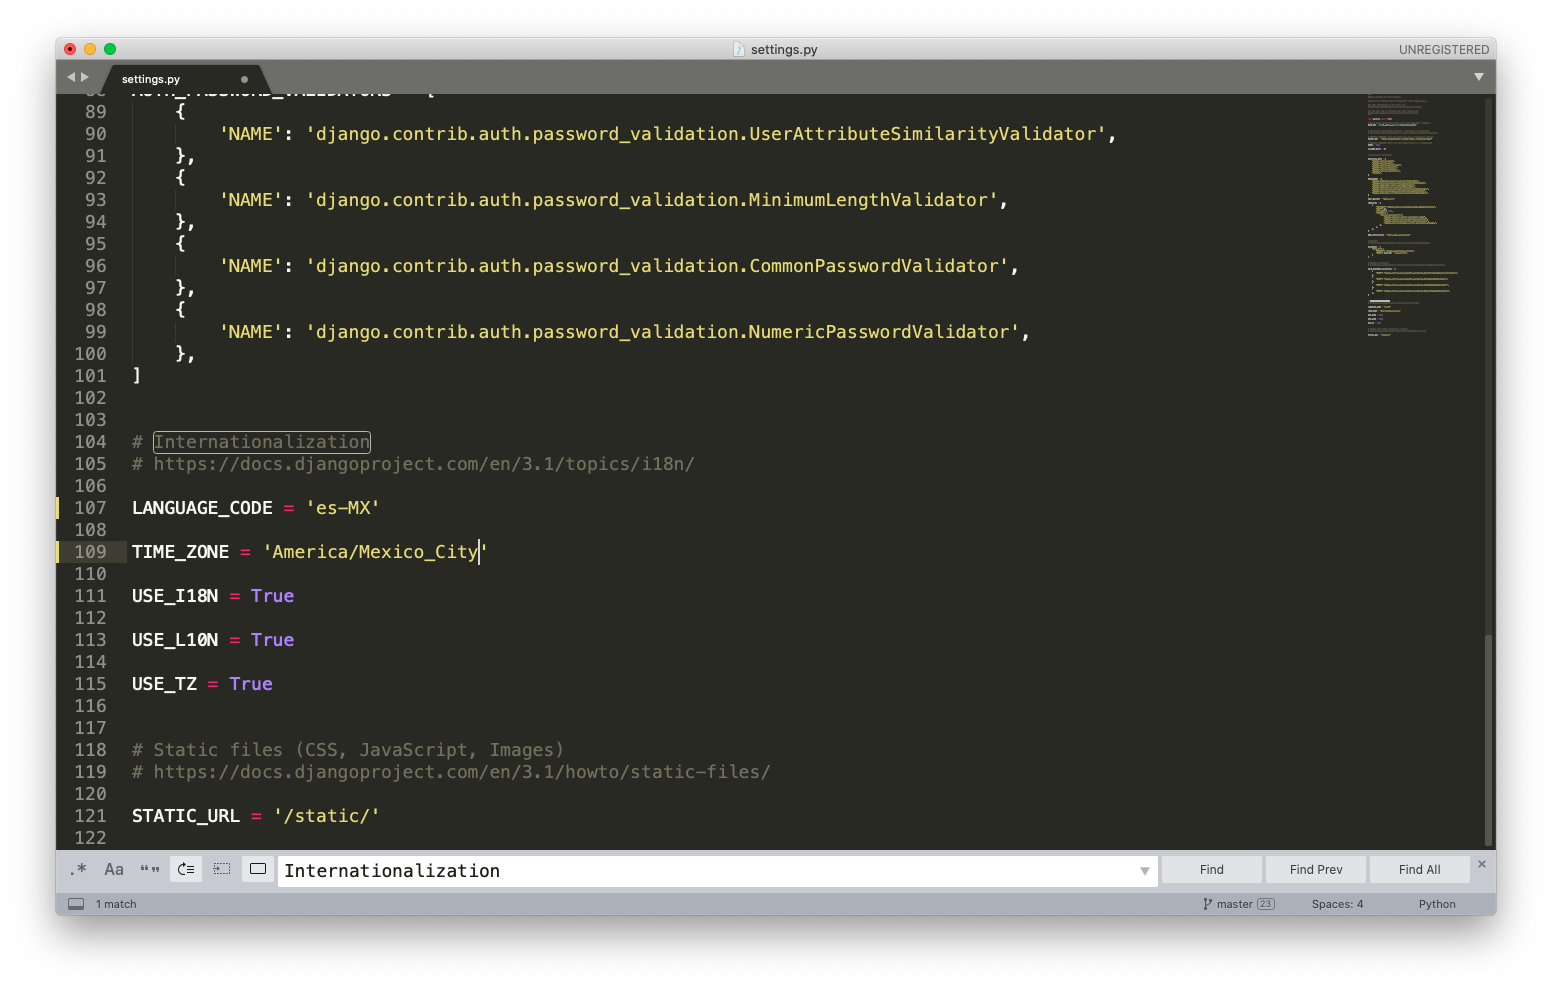 settings.py
UNREGISTERED
settings.py
88 AUTH_PASSWORD_VALIDATORS = [
89     {
90         'NAME': 'django.contrib.auth.password_validation.UserAttributeSimilarityValidator',
91     },
92     {
93         'NAME': 'django.contrib.auth.password_validation.MinimumLengthValidator',
94     },
95     {
96         'NAME': 'django.contrib.auth.password_validation.CommonPasswordValidator',
97     },
98     {
99         'NAME': 'django.contrib.auth.password_validation.NumericPasswordValidator',
100     },
101 ]
102
103
104 # Internationalization
105 # https://docs.djangoproject.com/en/3.1/topics/i18n/
106
107 LANGUAGE_CODE = 'es-MX'
108
109 TIME_ZONE = 'America/Mexico_City'
110
111 USE_I18N = True
112
113 USE_L10N = True
114
115 USE_TZ = True
116
117
118 # Static files (CSS, JavaScript, Images)
119 # https://docs.djangoproject.com/en/3.1/howto/static-files/
120
121 STATIC_URL = '/static/'
122
.* Aa “” Internationalization Find Find Prev Find All
1 match master 23 Spaces: 4 Python